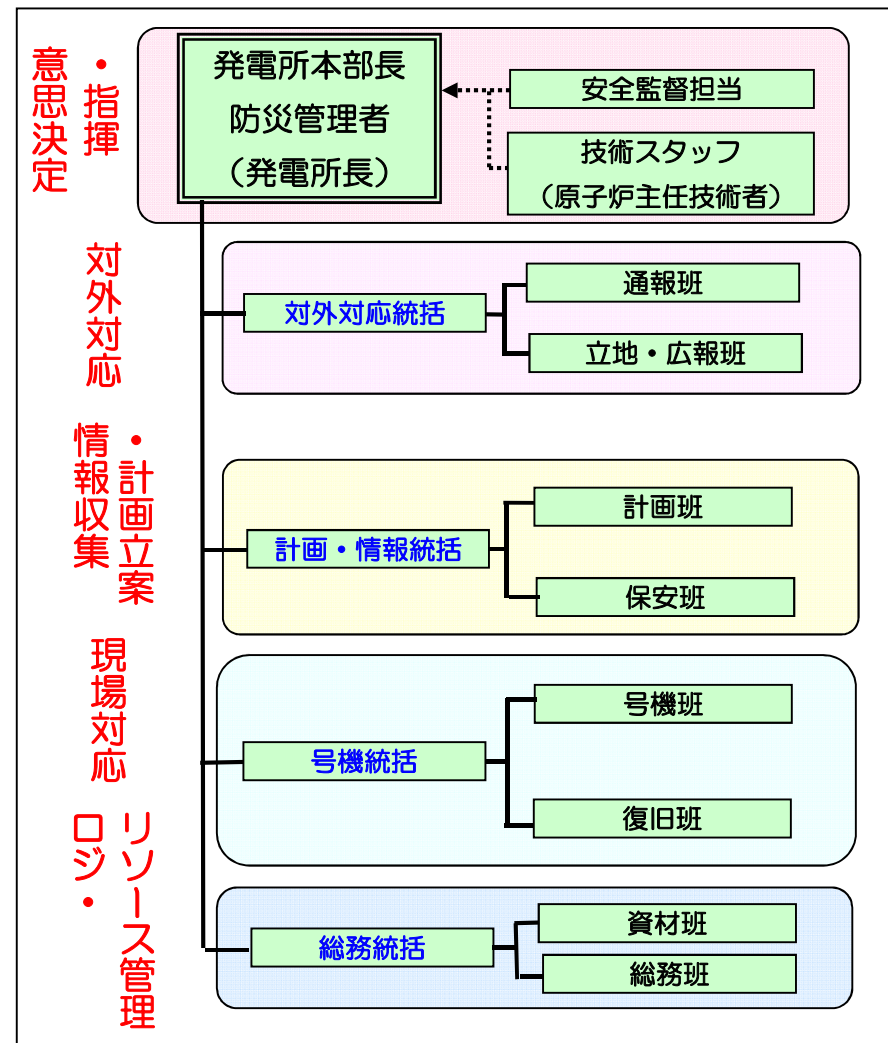 意思決定
・指揮
発電所本部長
防災管理者
（発電所長）
安全監督担当
技術スタッフ
（原子炉主任技術者）
対外対応
対外対応統括
通報班
立地・広報班
情報収集
・計画立案
計画・情報統括
計画班
保安班
現場対応
号機統括
号機班
復旧班
ロジ・
リソース管理
総務統括
資材班
総務班